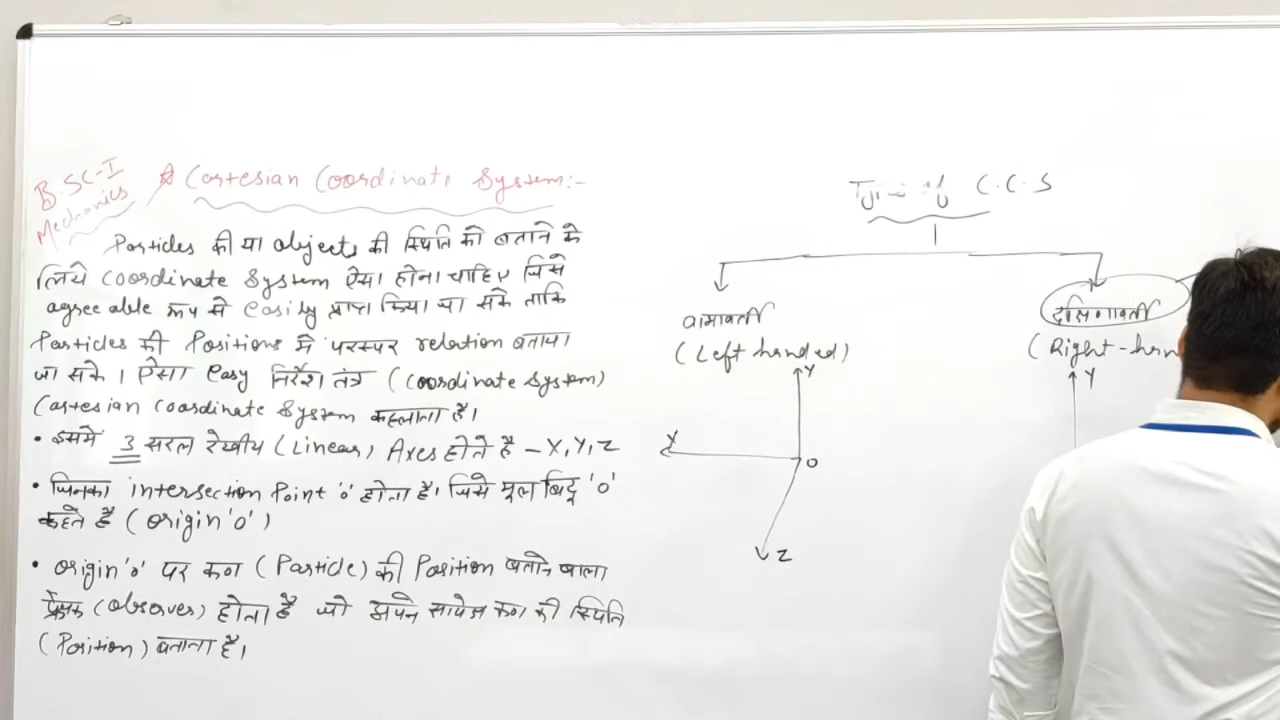 B.SC-I
Mechanics
Cartesian Coordinate System:-
Particles की या objects की स्थिति को बताने के
लिये coordinate System ऐसा होना चाहिए जिसे
agreeable रूप से easily प्राप्त किया जा सके ताकि
Particles की Positions में परस्पर relation बताया
जा सके। ऐसा easy निर्देश तंत्र (Coordinate System)
Cartesian Coordinate System कहलाता है।
• इसमें 3 सरल रेखीय (Linear) Axes होते है – X, Y, Z
• जिनका intersection Point 'o' होता है। जिसे मूल बिंदू 'o'
कहते है (origin 'o')
• origin 'o' पर कण (Particle) की Position बताने वाला
प्रेक्षक (observer) होता है जो अपने सापेक्ष कण की स्थिति
(Position) बताता है।
Types of C.C.S
वामावर्ती
(Left handed)
Y
X
O
Z
दक्षिणावर्ती
(Right-han
Y